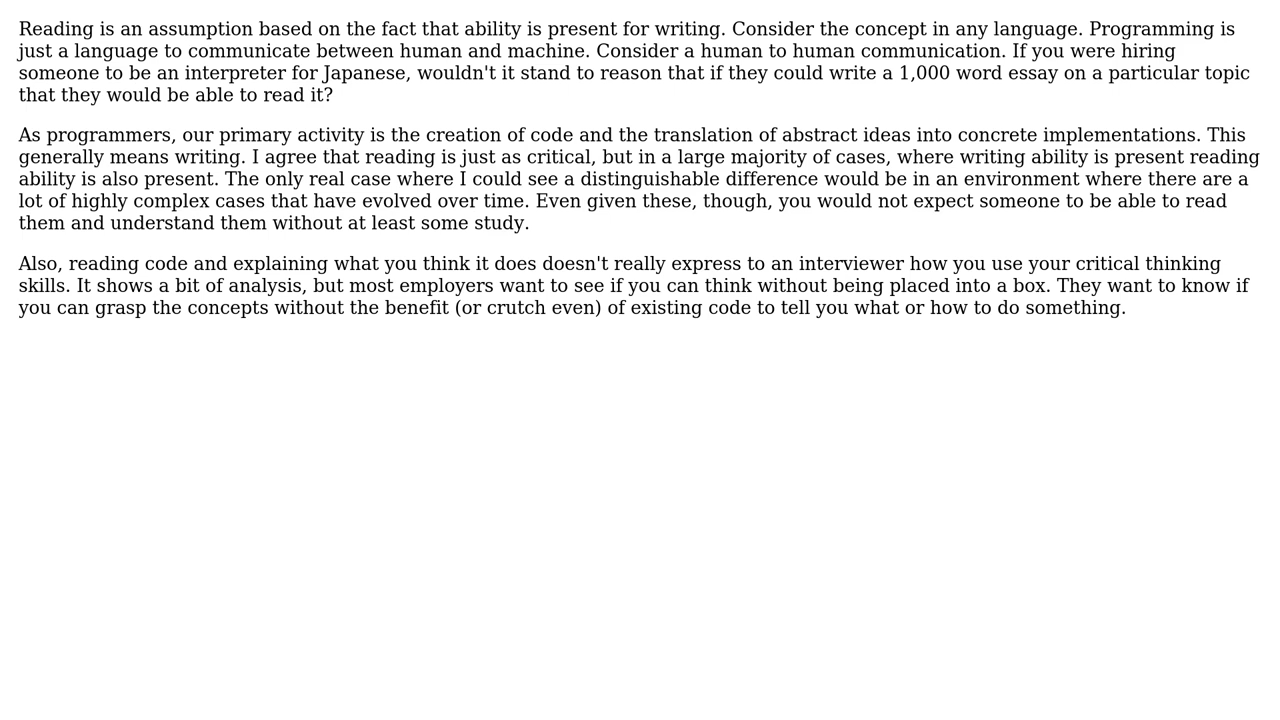 Reading is an assumption based on the fact that ability is present for writing. Consider the concept in any language. Programming is
just a language to communicate between human and machine. Consider a human to human communication. If you were hiring
someone to be an interpreter for Japanese, wouldn't it stand to reason that if they could write a 1,000 word essay on a particular topic
that they would be able to read it?
As programmers, our primary activity is the creation of code and the translation of abstract ideas into concrete implementations. This
generally means writing. I agree that reading is just as critical, but in a large majority of cases, where writing ability is present reading
ability is also present. The only real case where I could see a distinguishable difference would be in an environment where there are a
lot of highly complex cases that have evolved over time. Even given these, though, you would not expect someone to be able to read
them and understand them without at least some study.
Also, reading code and explaining what you think it does doesn't really express to an interviewer how you use your critical thinking
skills. It shows a bit of analysis, but most employers want to see if you can think without being placed into a box. They want to know if
you can grasp the concepts without the benefit (or crutch even) of existing code to tell you what or how to do something.